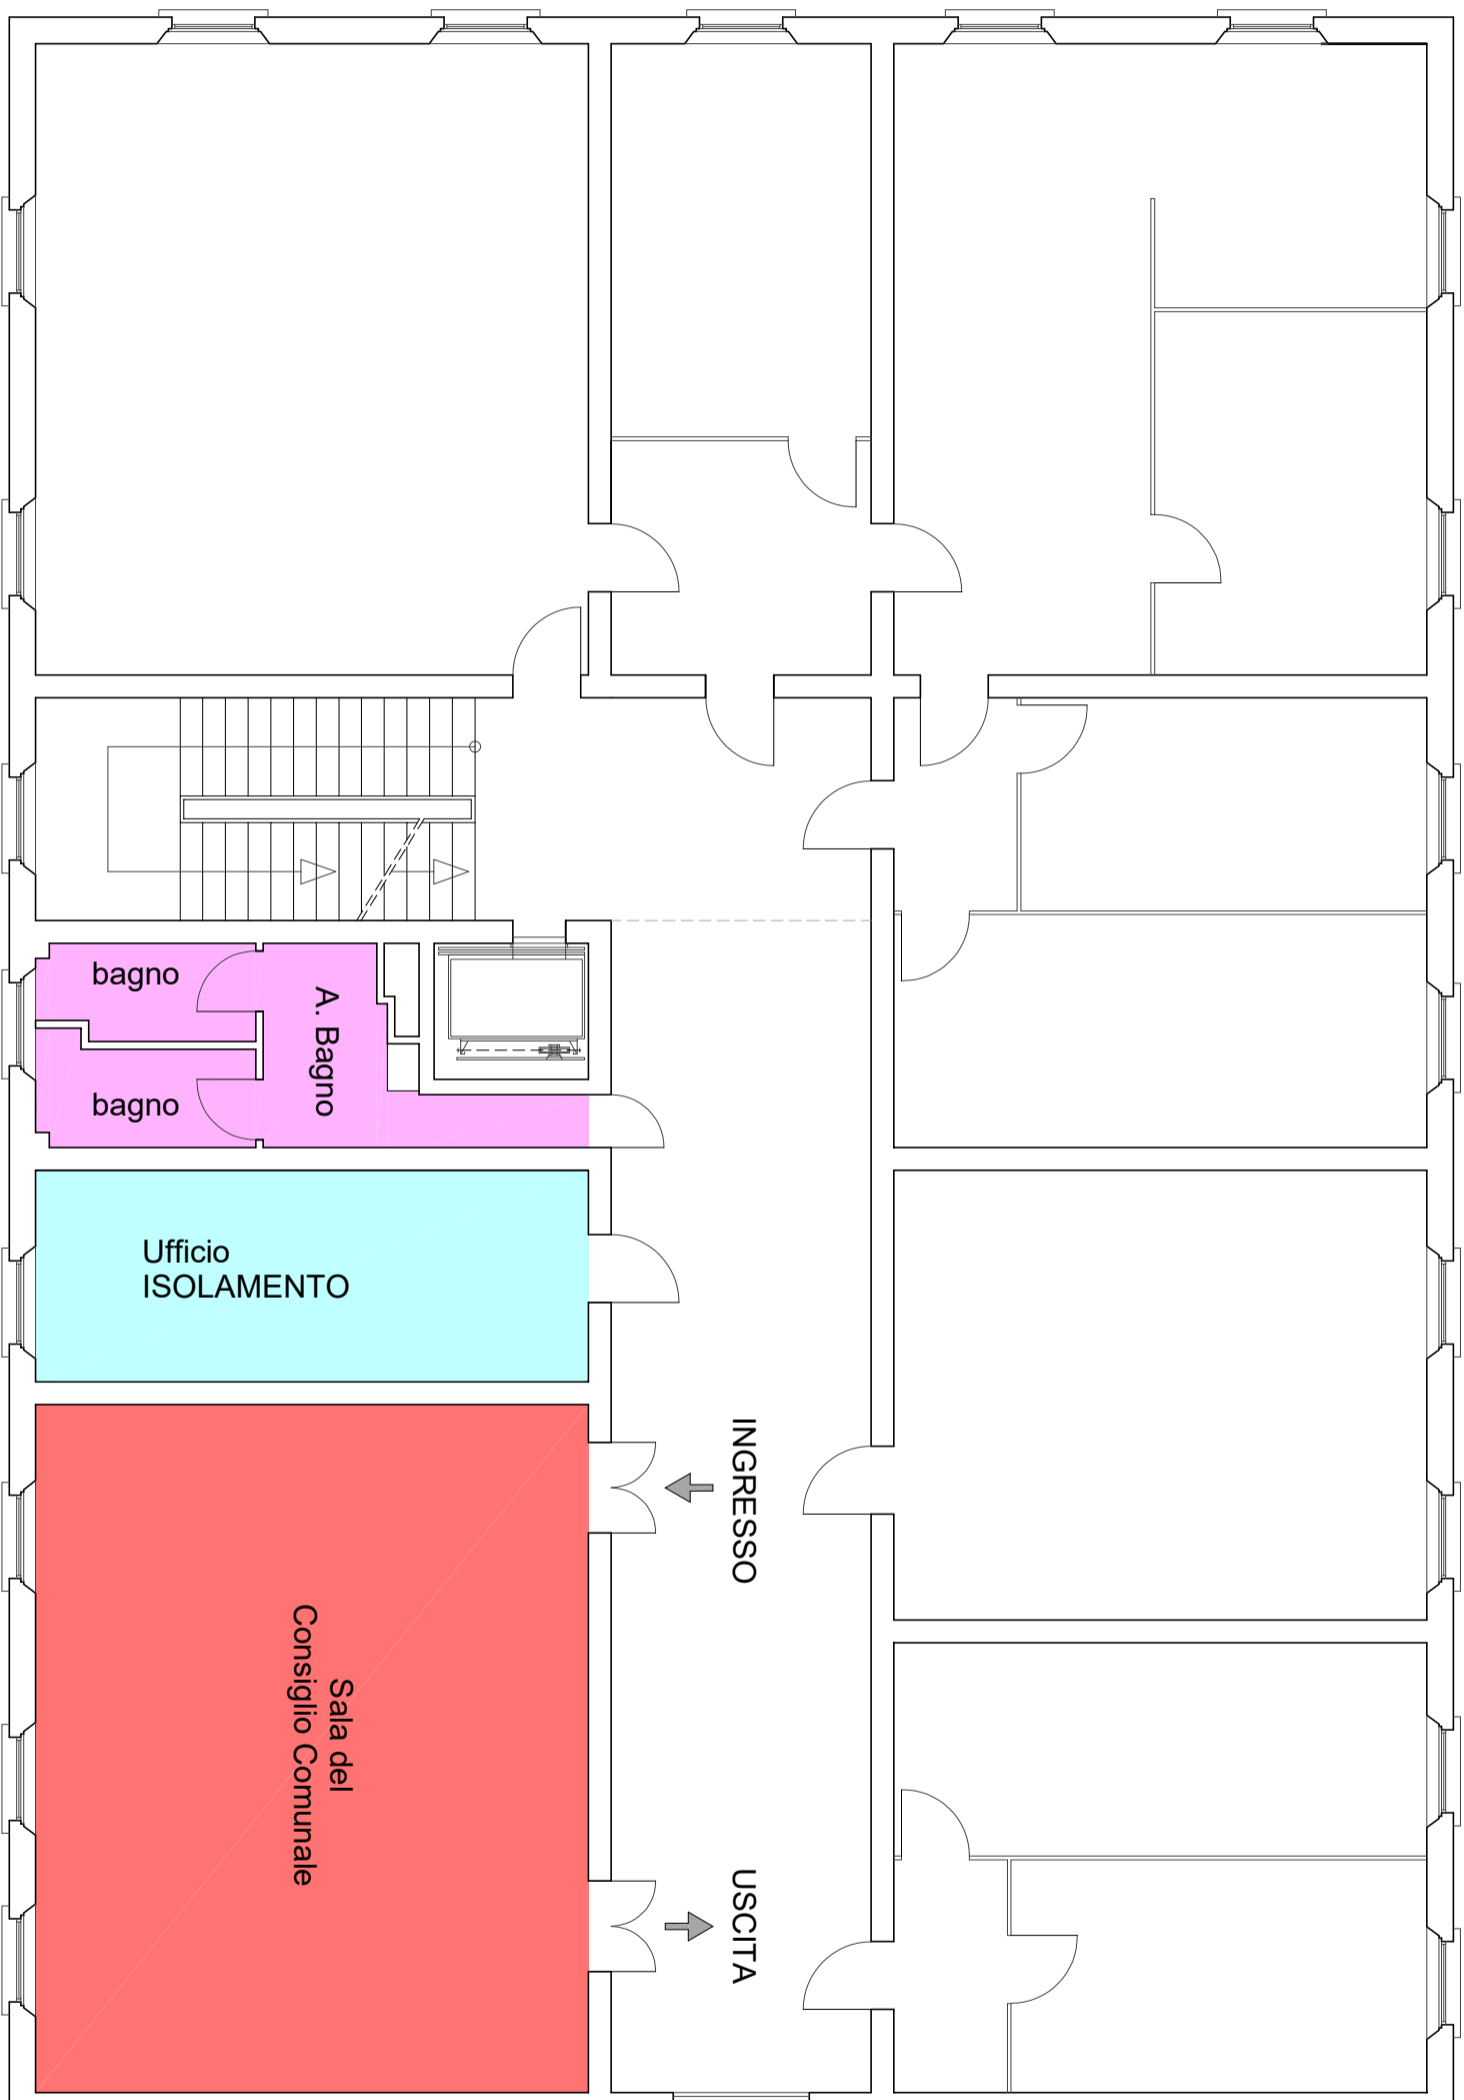 bagno
A. Bagno
bagno
Ufficio
ISOLAMENTO
INGRESSO
Sala del
Consiglio Comunale
USCITA